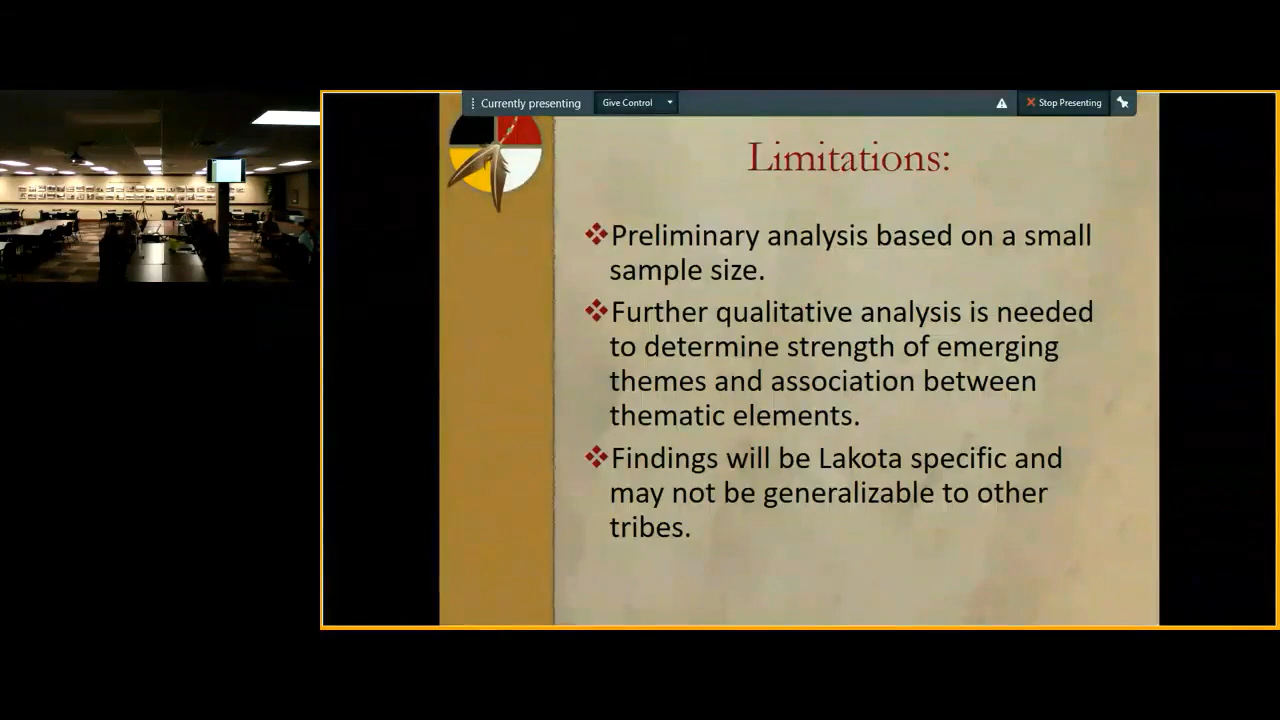 Currently presenting
Give Control
Stop Presenting
Limitations:
Preliminary analysis based on a small
sample size.
Further qualitative analysis is needed
to determine strength of emerging
themes and association between
thematic elements.
Findings will be Lakota specific and
may not be generalizable to other
tribes.